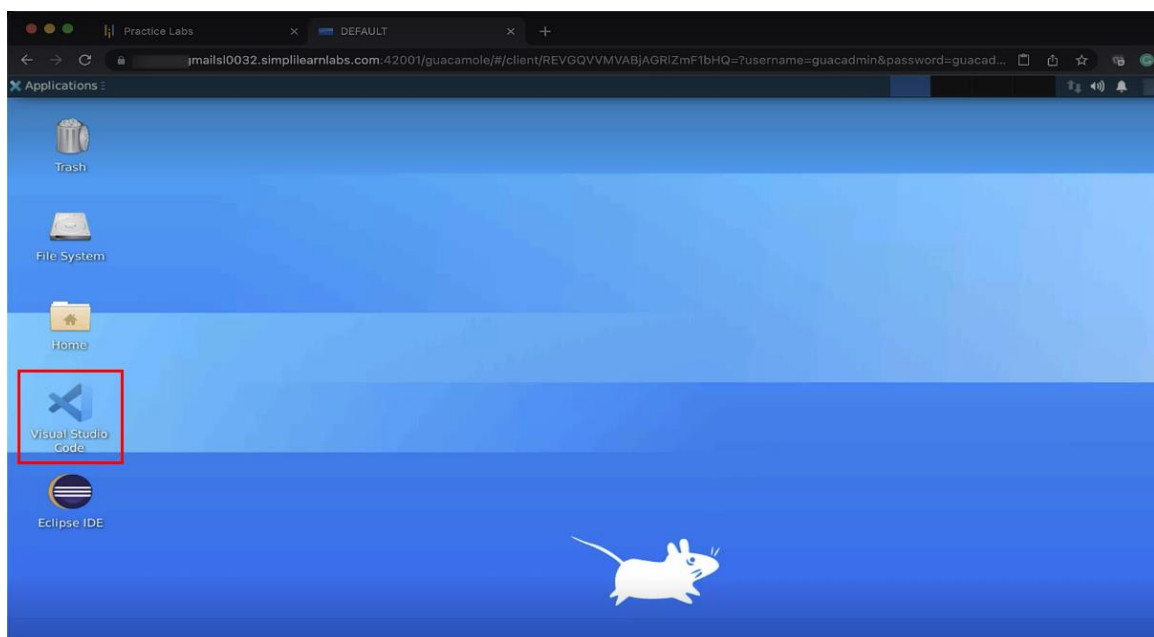 Practice Labs
DEFAULT
jmailsl0032.simplilearnlabs.com:42001/guacamole/#/client/REVGQVVMVABjAGRlZmF1bHQ=?username=guacadmin&password=guacad...
Applications
Trash
File System
Home
Visual Studio
Code
Eclipse IDE